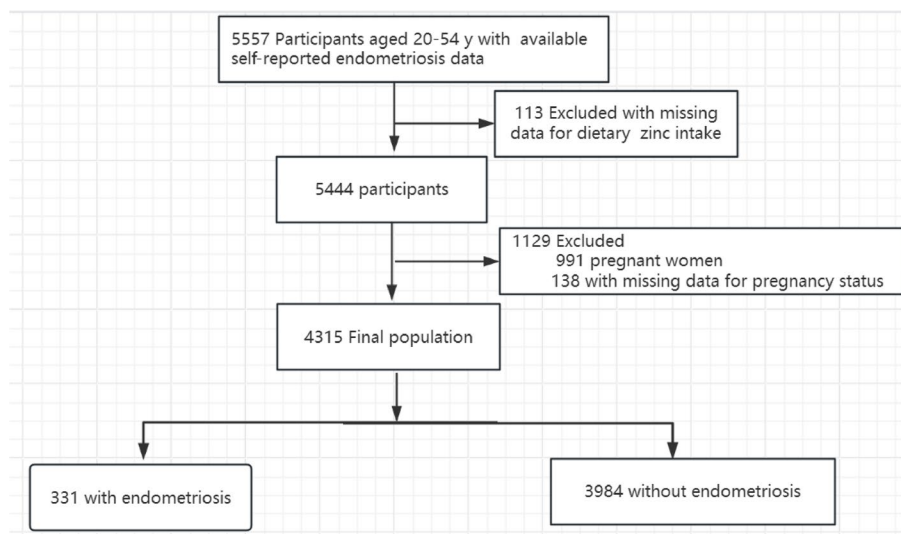 5557 Participants aged 20-54 y with available
self-reported endometriosis data
113 Excluded with missing
data for dietary zinc intake
5444 participants
1129 Excluded
991 pregnant women
138 with missing data for pregnancy status
4315 Final population
331 with endometriosis
3984 without endometriosis